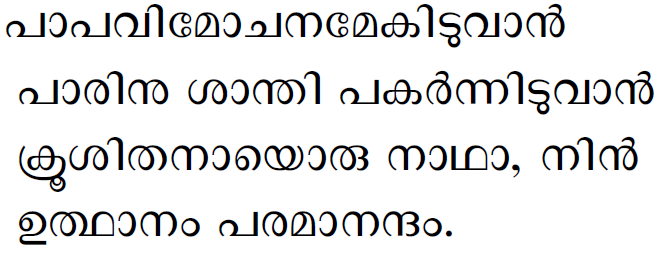 പാപവിമോചനമേകിടുവാൻ
പാരിനു ശാന്തി പകർന്നിടുവാൻ
ക്രൂശിതനായൊരു നാഥാ, നിൻ
ഉത്ഥാനം പരമാനന്ദം.